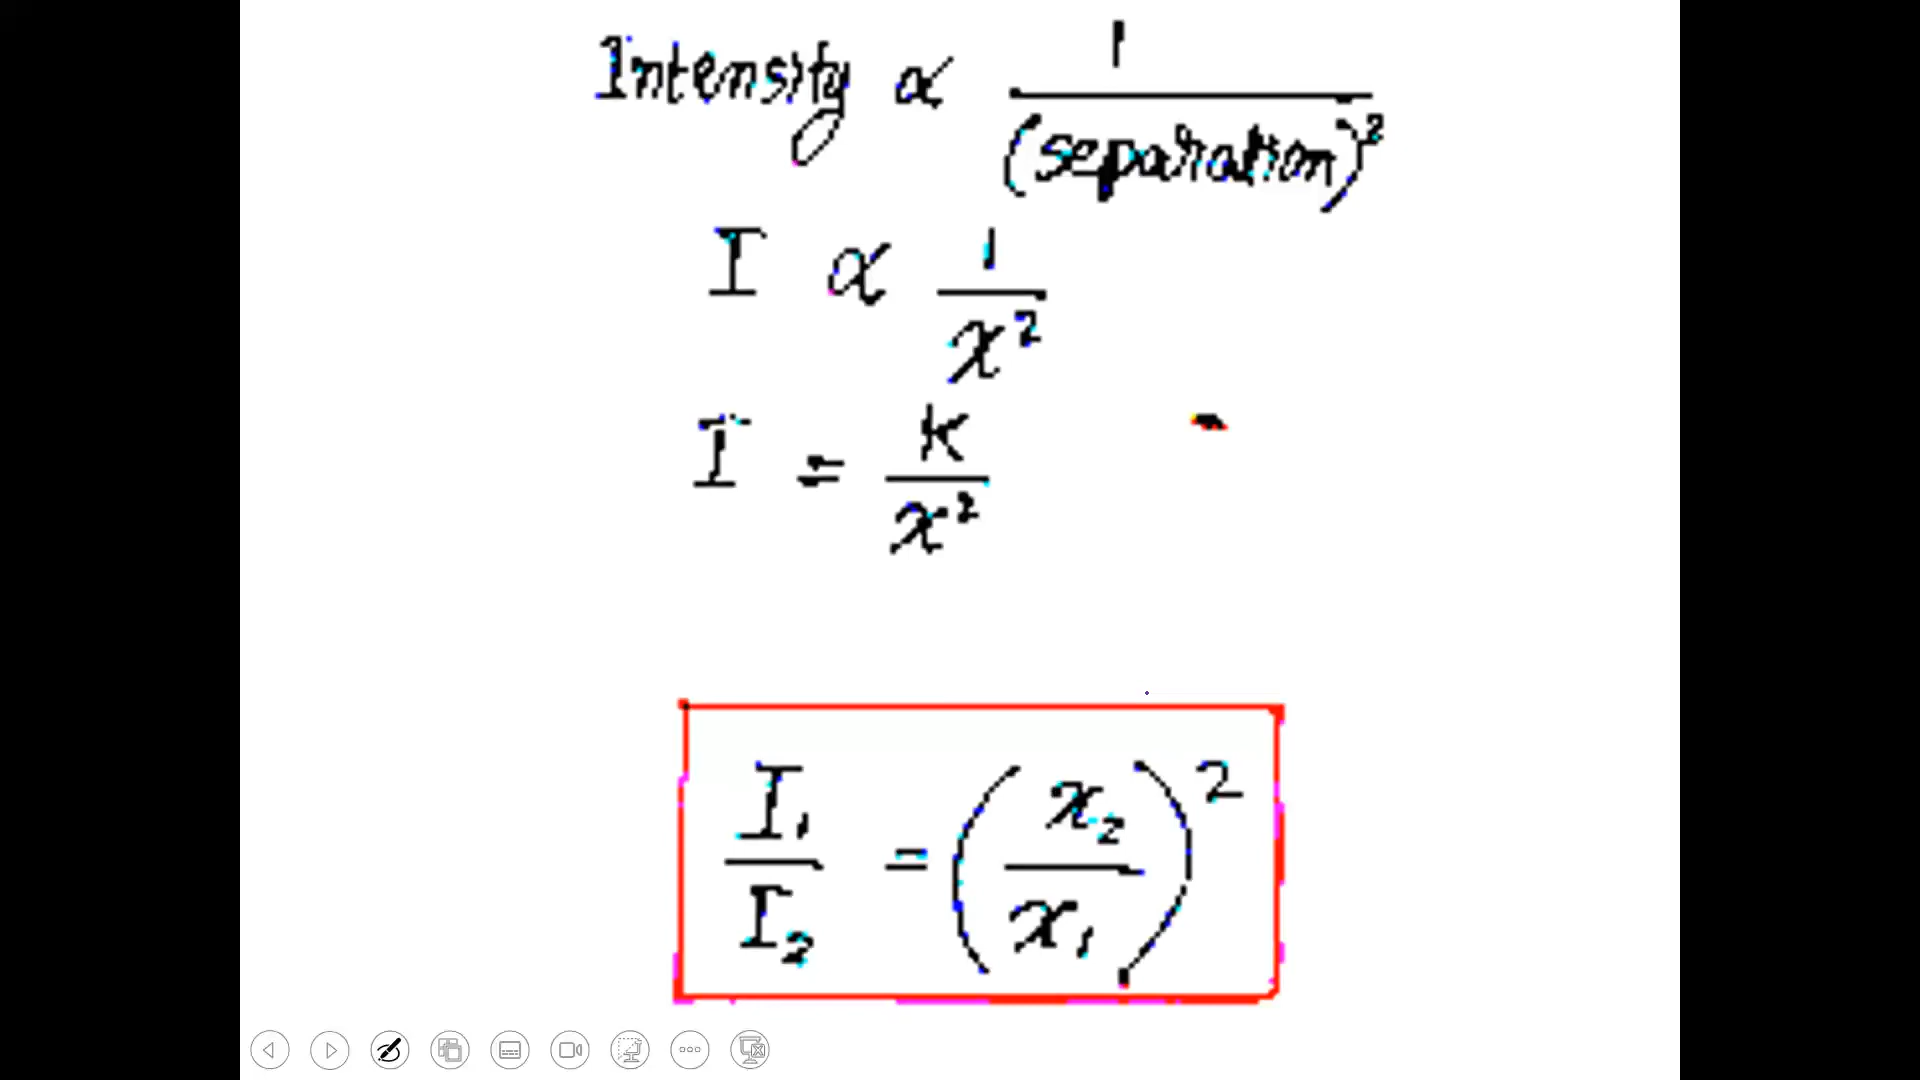 Intensity ∝ 1/(separation)²
I ∝ 1/x²
I = K/x²
I₁/I₂ = (x₂/x₁)²